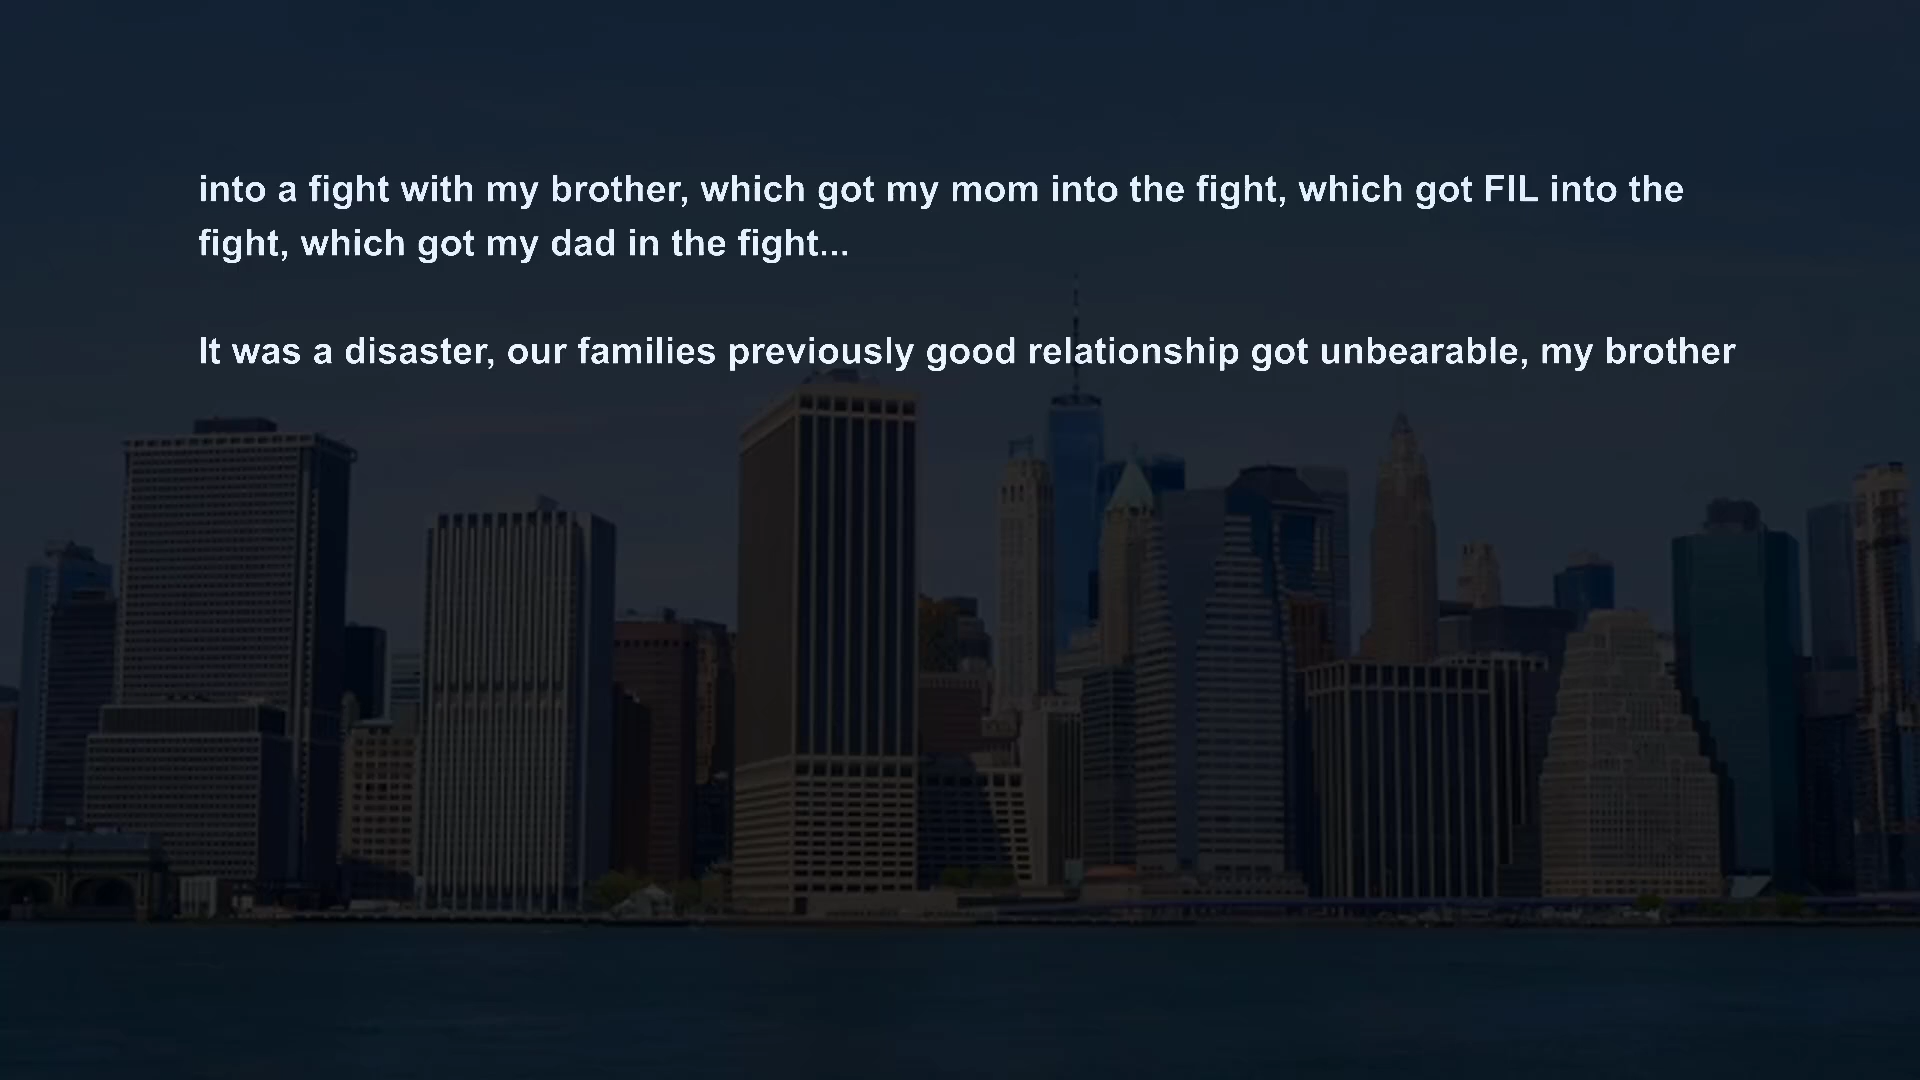 into a fight with my brother, which got my mom into the fight, which got FIL into the
fight, which got my dad in the fight...
It was a disaster, our families previously good relationship got unbearable, my brother